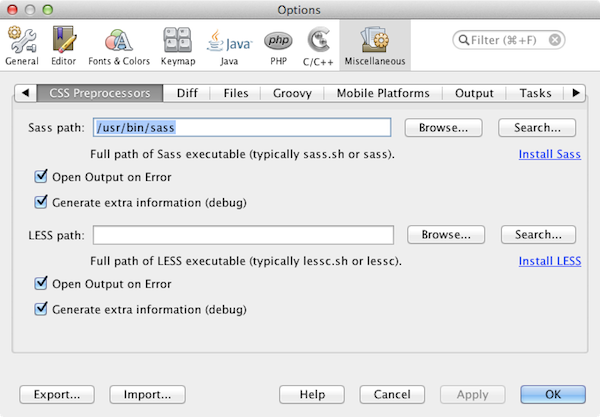 Options
General Editor Fonts & Colors Keymap Java Java php PHP C/C++ Miscellaneous Filter (⌘+F)
CSS Preprocessors Diff Files Groovy Mobile Platforms Output Tasks
Sass path: /usr/bin/sass Browse... Search...
Full path of Sass executable (typically sass.sh or sass). Install Sass
Open Output on Error
Generate extra information (debug)
LESS path: Browse... Search...
Full path of LESS executable (typically lessc.sh or lessc). Install LESS
Open Output on Error
Generate extra information (debug)
Export... Import... Help Cancel Apply OK